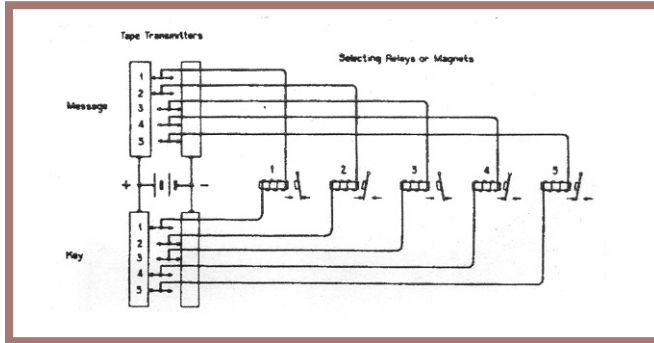 Tape Transmitters
Selecting Relays or Magnets
Message
1
2
3
4
5
1 2 3 4 5
+ -
Key
1
2
3
4
5